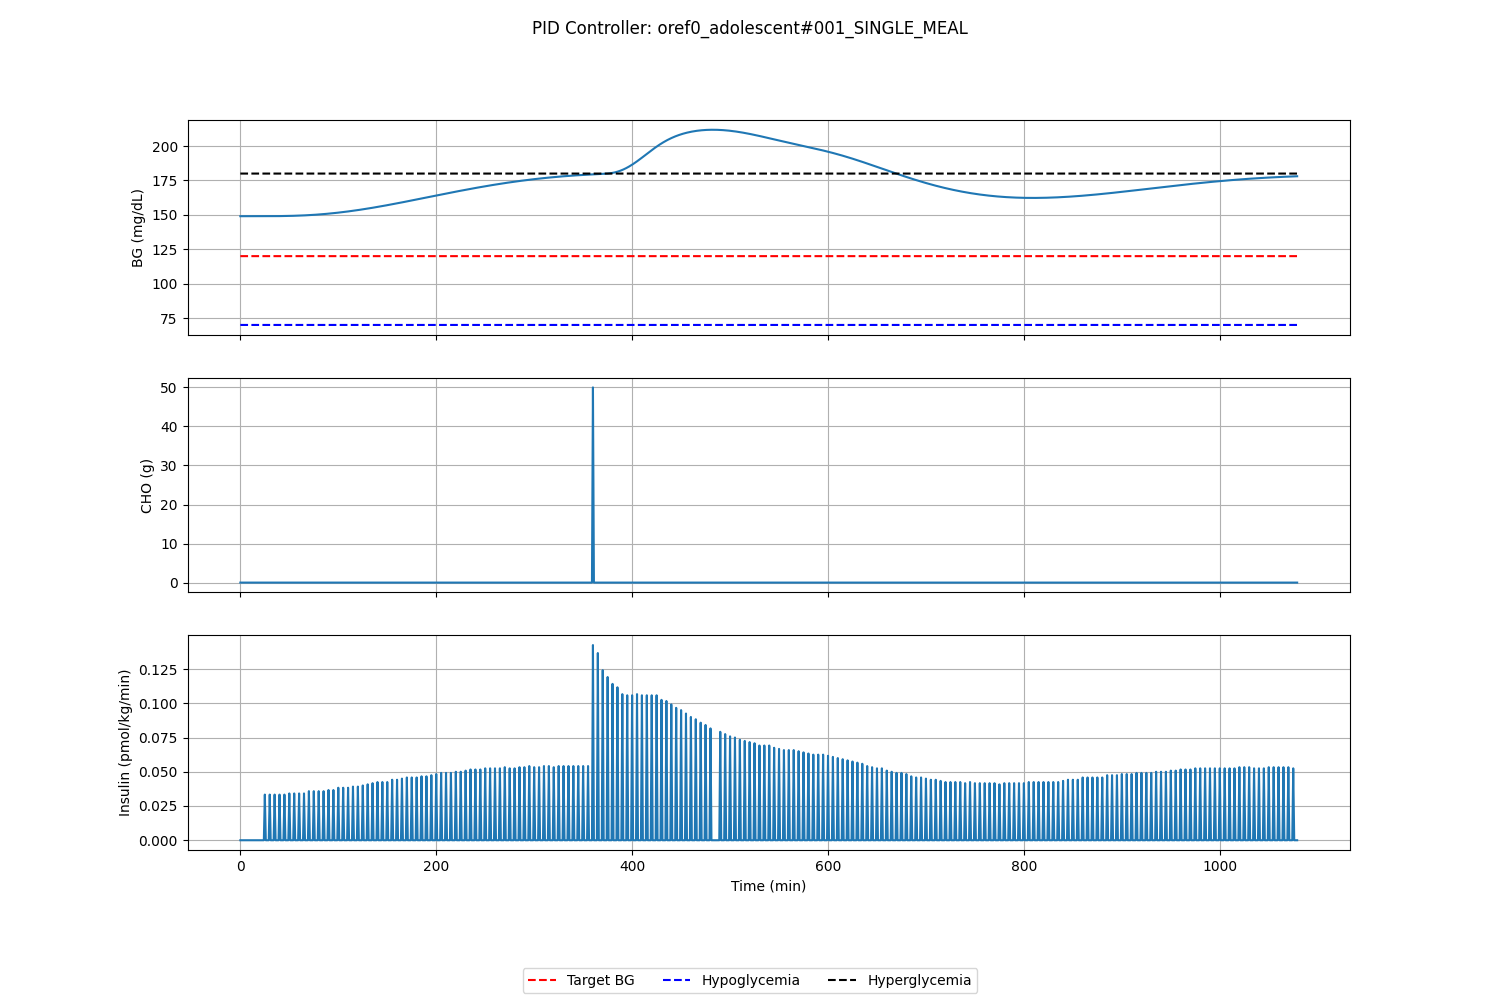 PID Controller: oref0_adolescent#001_SINGLE_MEAL
BG (mg/dL)
200
175
150
125
100
75
CHO (g)
50
40
30
20
10
0
Insulin (pmol/kg/min)
0.125
0.100
0.075
0.050
0.025
0.000
0 200 400 600 800 1000
Time (min)
Target BG Hypoglycemia Hyperglycemia